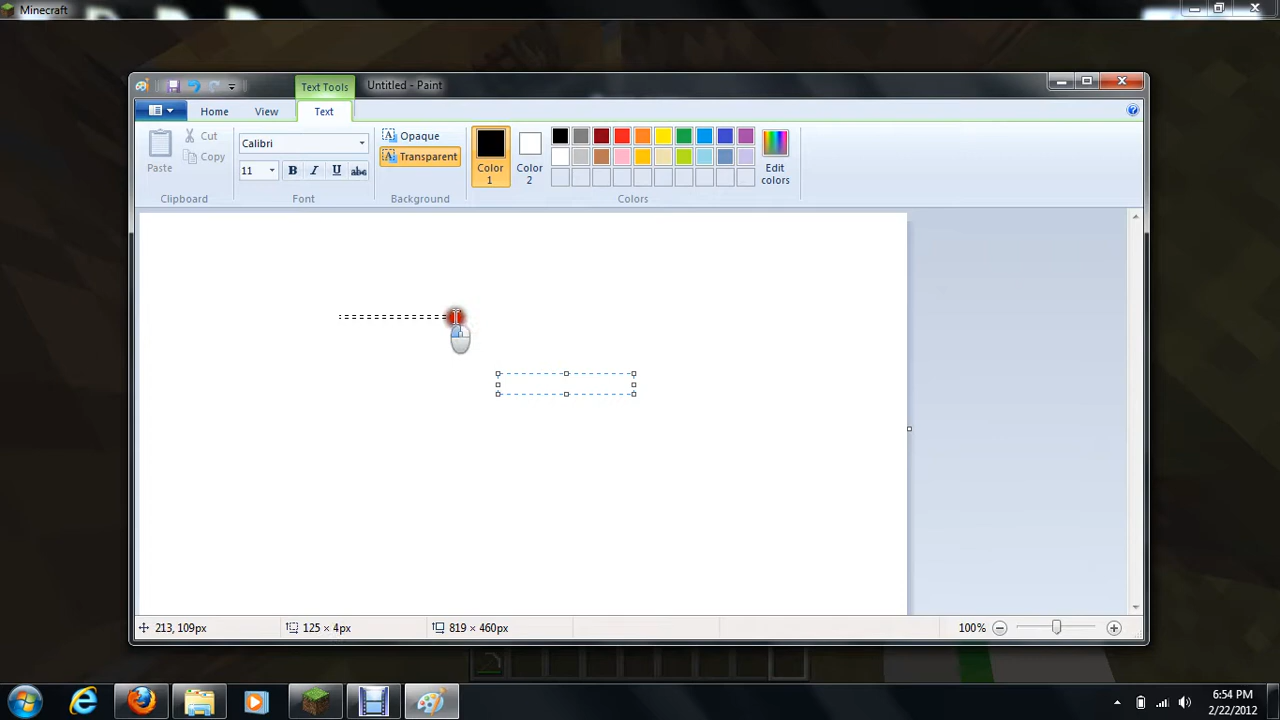 Minecraft
Text Tools
Untitled - Paint
Home
View
Text
Paste
Cut
Copy
Clipboard
Calibri
11
B
I
U
abc
Font
Opaque
Transparent
Background
Color
1
Color
2
Edit
colors
Colors
213, 109px
125 × 4px
819 × 460px
100%
6:54 PM
2/22/2012